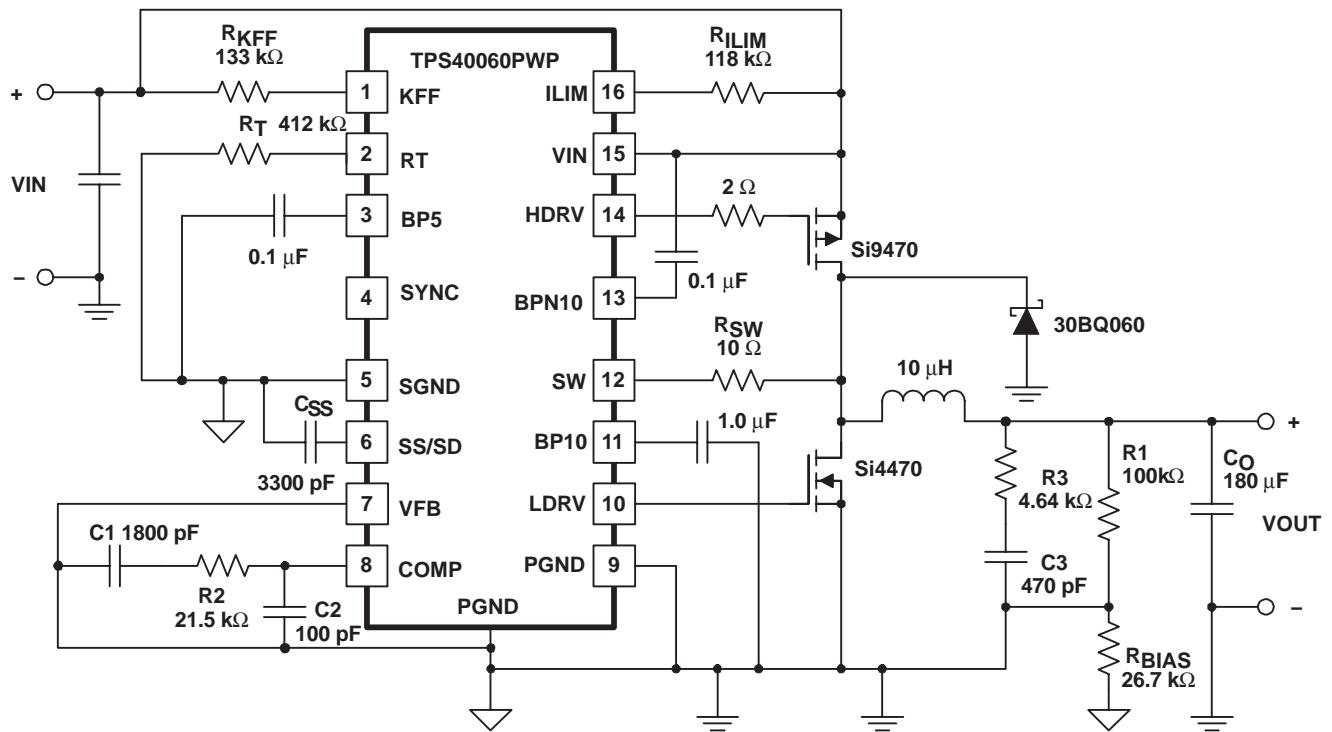 RKFF
133 kΩ
TPS40060PWP
RILIM
118 kΩ
+
1
KFF
ILIM
16
RT 412 kΩ
2
RT
VIN
15
VIN
2 Ω
3
BP5
HDRV
14
Si9470
0.1 μF
–
4
SYNC
BPN10
13
0.1 μF
RSW
10 Ω
30BQ060
5
SGND
SW
12
10 μH
CSS
1.0 μF
6
SS/SD
BP10
11
+
3300 pF
Si4470
R3
4.64 kΩ
R1
100kΩ
CO
180 μF
7
VFB
LDRV
10
VOUT
C1 1800 pF
8
COMP
PGND
9
C3
470 pF
R2
21.5 kΩ
C2
100 pF
PGND
–
RBIAS
26.7 kΩ